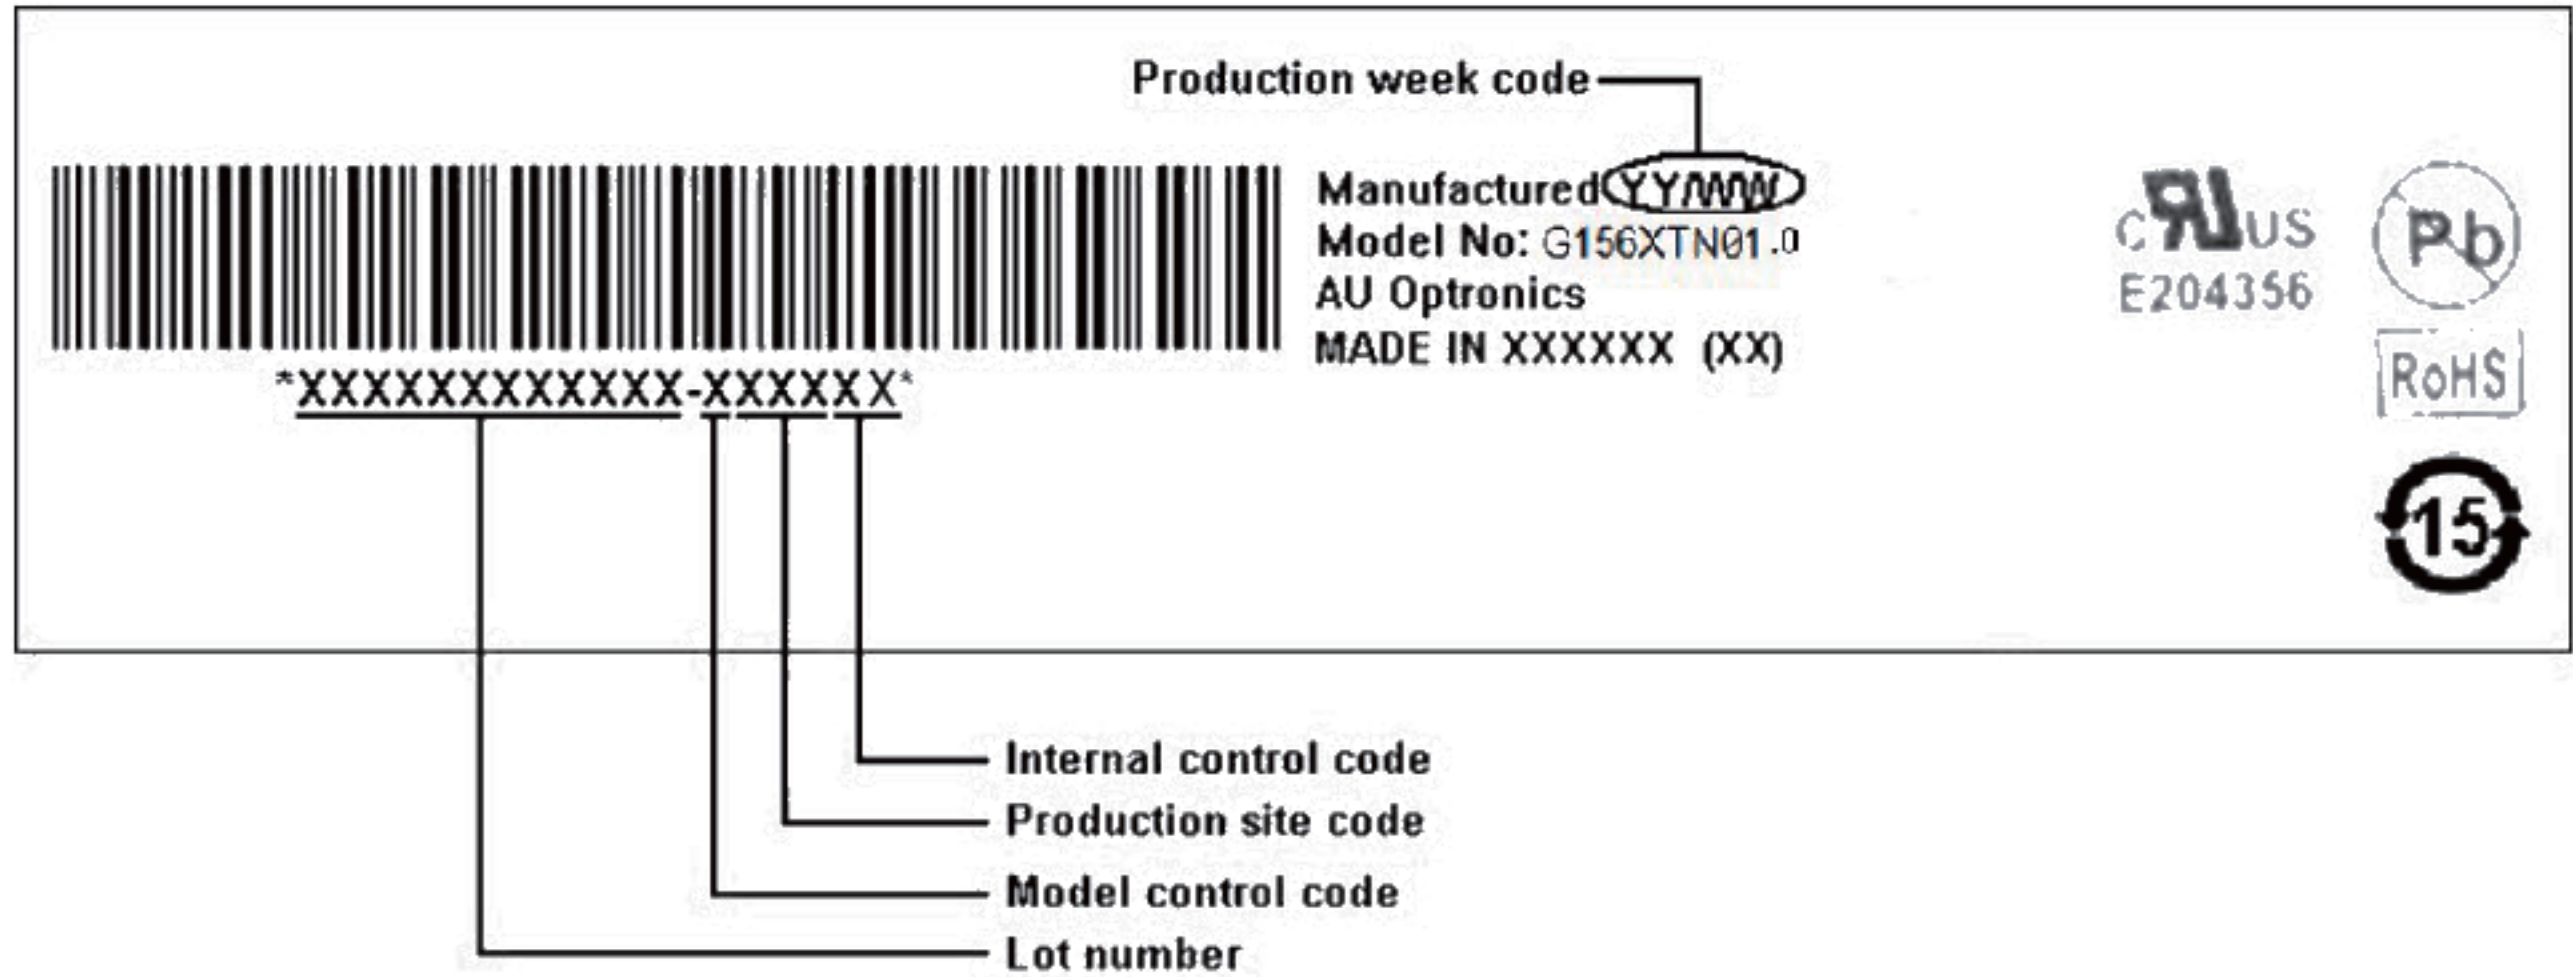 Production week code
Manufactured YY/WW
Model No: G156XTN01.0
AU Optronics
MADE IN XXXXXX (XX)
*XXXXXXXXXXXX-XXXXXX*
C UL US
E204356
Pb
RoHS
15
Internal control code
Production site code
Model control code
Lot number